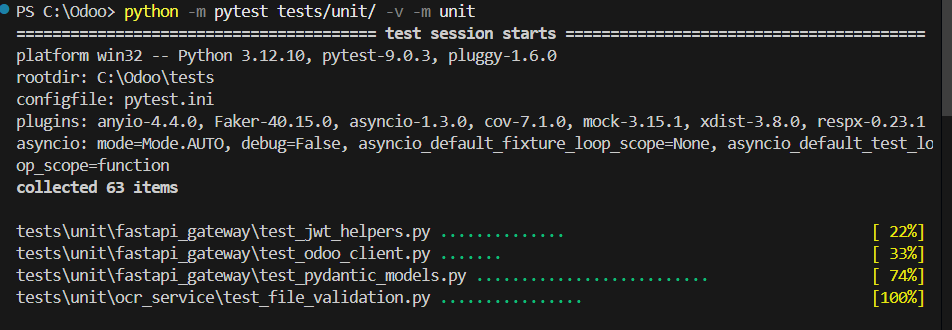 PS C:\Odoo> python -m pytest tests/unit/ -v -m unit
======================================= test session starts =======================================
platform win32 -- Python 3.12.10, pytest-9.0.3, pluggy-1.6.0
rootdir: C:\Odoo\tests
configfile: pytest.ini
plugins: anyio-4.4.0, Faker-40.15.0, asyncio-1.3.0, cov-7.1.0, mock-3.15.1, xdist-3.8.0, respx-0.23.1
asyncio: mode=Mode.AUTO, debug=False, asyncio_default_fixture_loop_scope=None, asyncio_default_test_lo
op_scope=function
collected 63 items
tests\unit\fastapi_gateway\test_jwt_helpers.py .............. [ 22%]
tests\unit\fastapi_gateway\test_odoo_client.py ....... [ 33%]
tests\unit\fastapi_gateway\test_pydantic_models.py .......................... [ 74%]
tests\unit\ocr_service\test_file_validation.py ................ [100%]